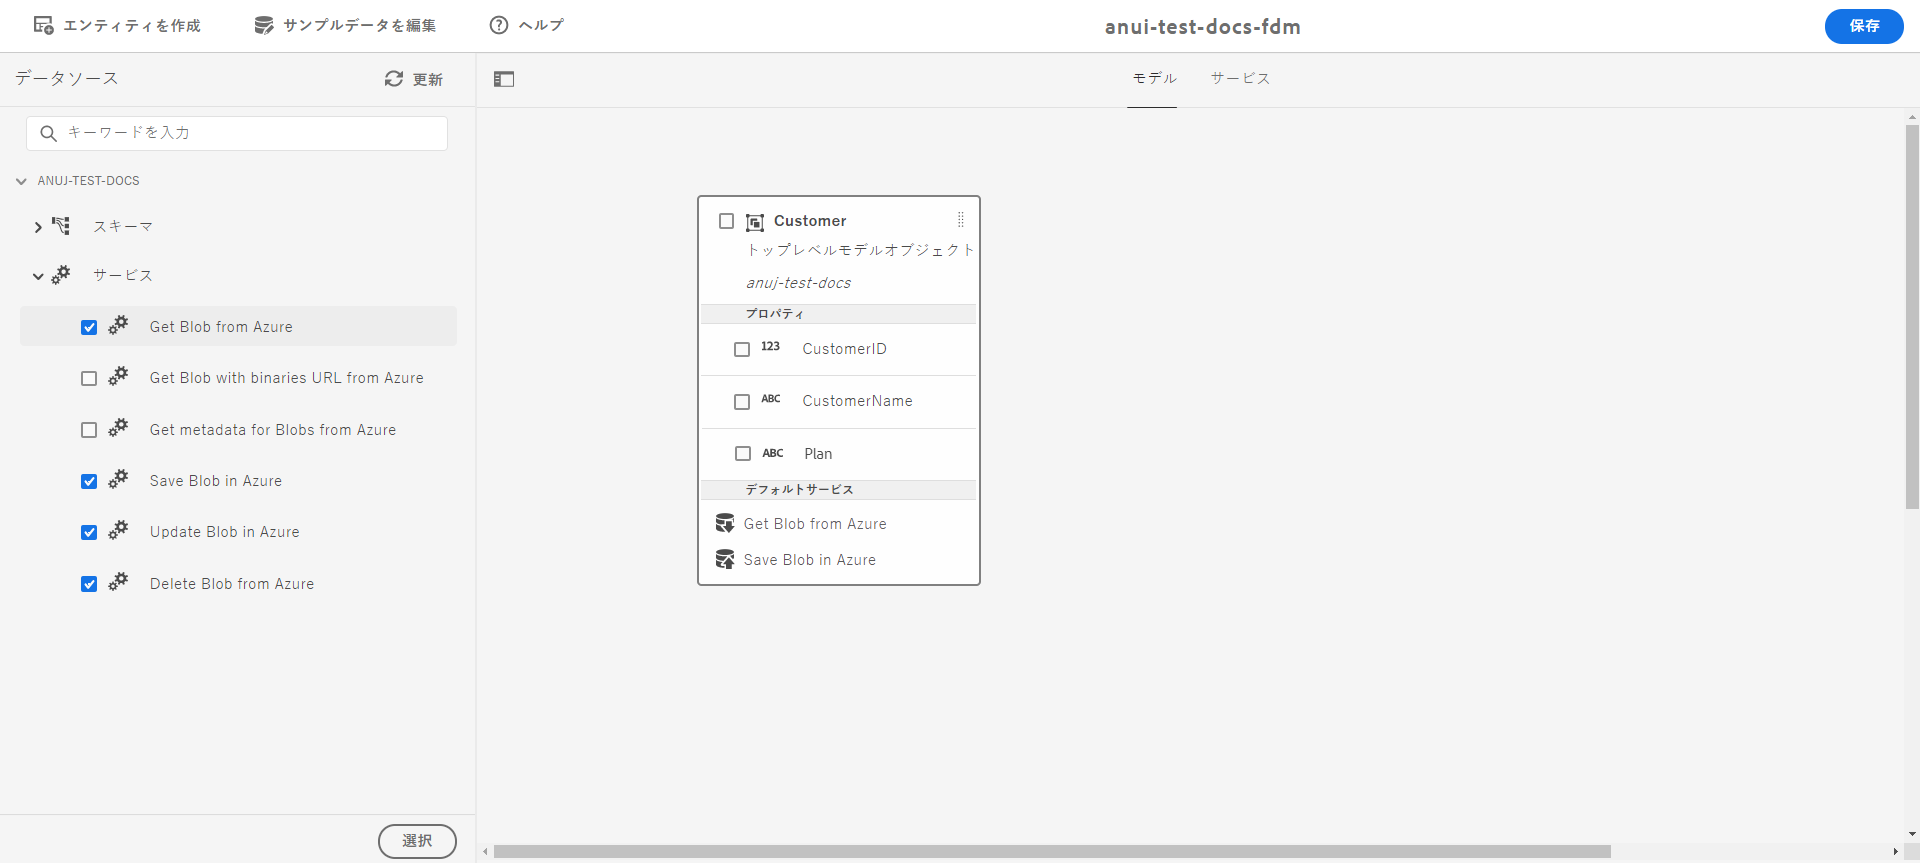 エンティティを作成
サンプルデータを編集
ヘルプ
anui-test-docs-fdm
保存
データソース
更新
モデル
サービス
キーワードを入力
ANUJ-TEST-DOCS
スキーマ
サービス
Get Blob from Azure
Get Blob with binaries URL from Azure
Get metadata for Blobs from Azure
Save Blob in Azure
Update Blob in Azure
Delete Blob from Azure
選択
Customer
トップレベルモデルオブジェクト
anuj-test-docs
プロパティ
123 CustomerID
ABC CustomerName
ABC Plan
デフォルトサービス
Get Blob from Azure
Save Blob in Azure